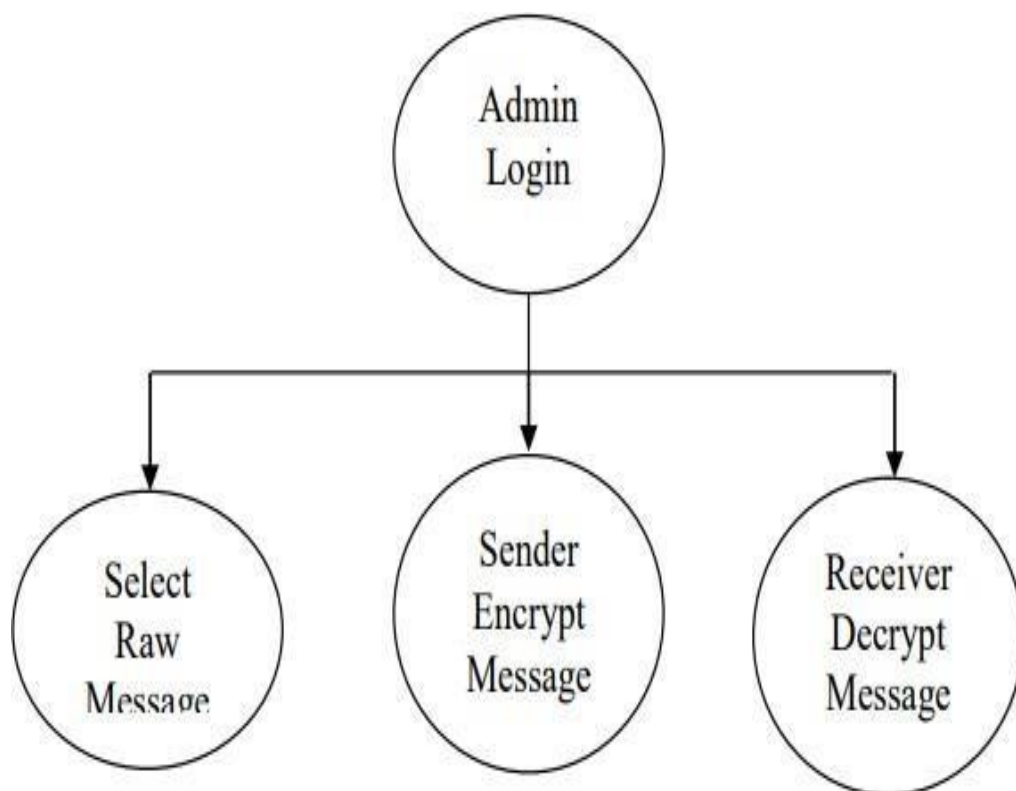 Admin
Login
Select
Raw
Message
Sender
Encrypt
Message
Receiver
Decrypt
Message